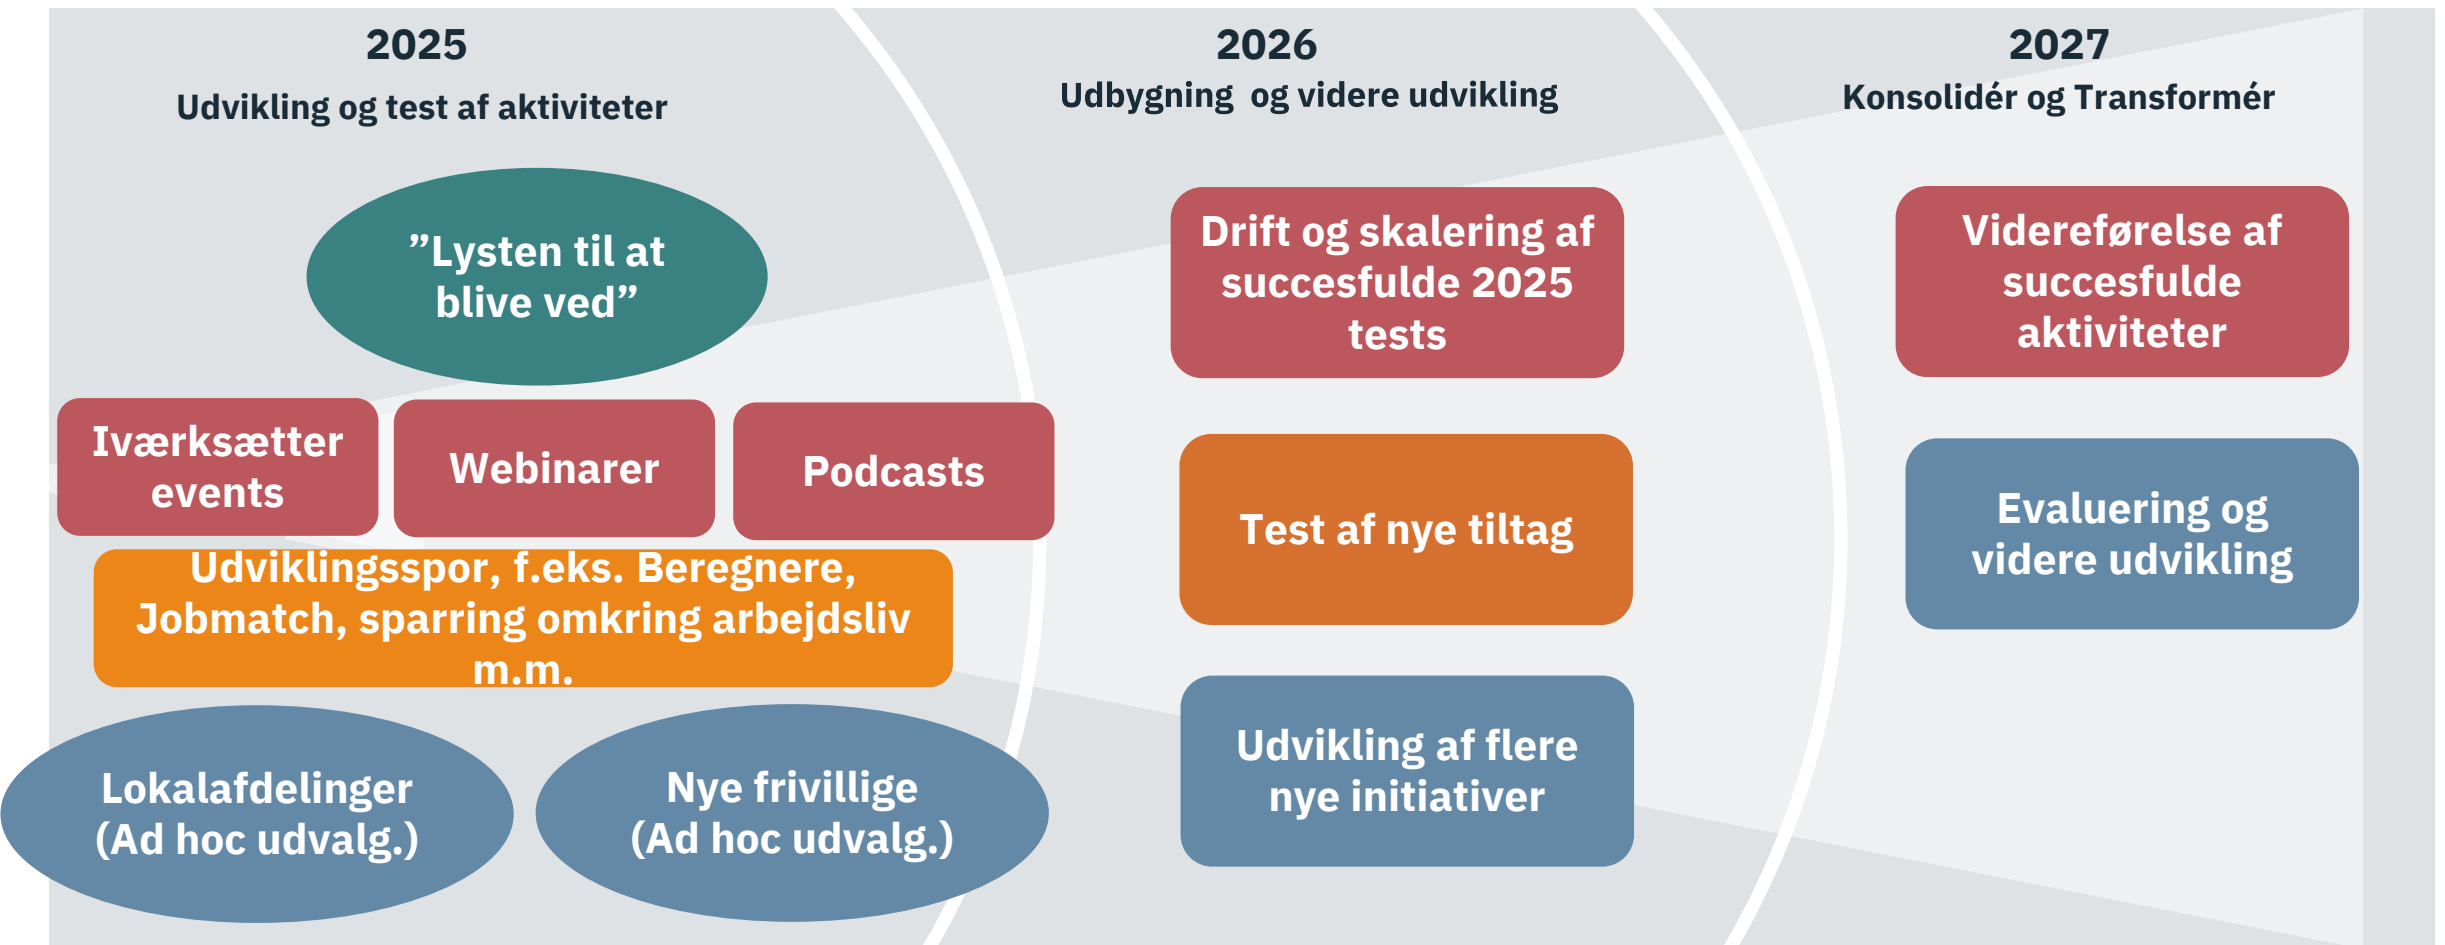 2025
Udvikling og test af aktiviteter
”Lysten til at
blive ved”
Iværksætter
events
Webinarer
Podcasts
Udviklingsspor, f.eks. Beregnere,
Jobmatch, sparring omkring arbejdsliv
m.m.
Lokalafdelinger
(Ad hoc udvalg.)
Nye frivillige
(Ad hoc udvalg.)
2026
Udbygning  og videre udvikling
Drift og skalering af
succesfulde 2025
tests
Test af nye tiltag
Udvikling af flere
nye initiativer
2027
Konsolidér og Transformér
Videreførelse af
succesfulde
aktiviteter
Evaluering og
videre udvikling